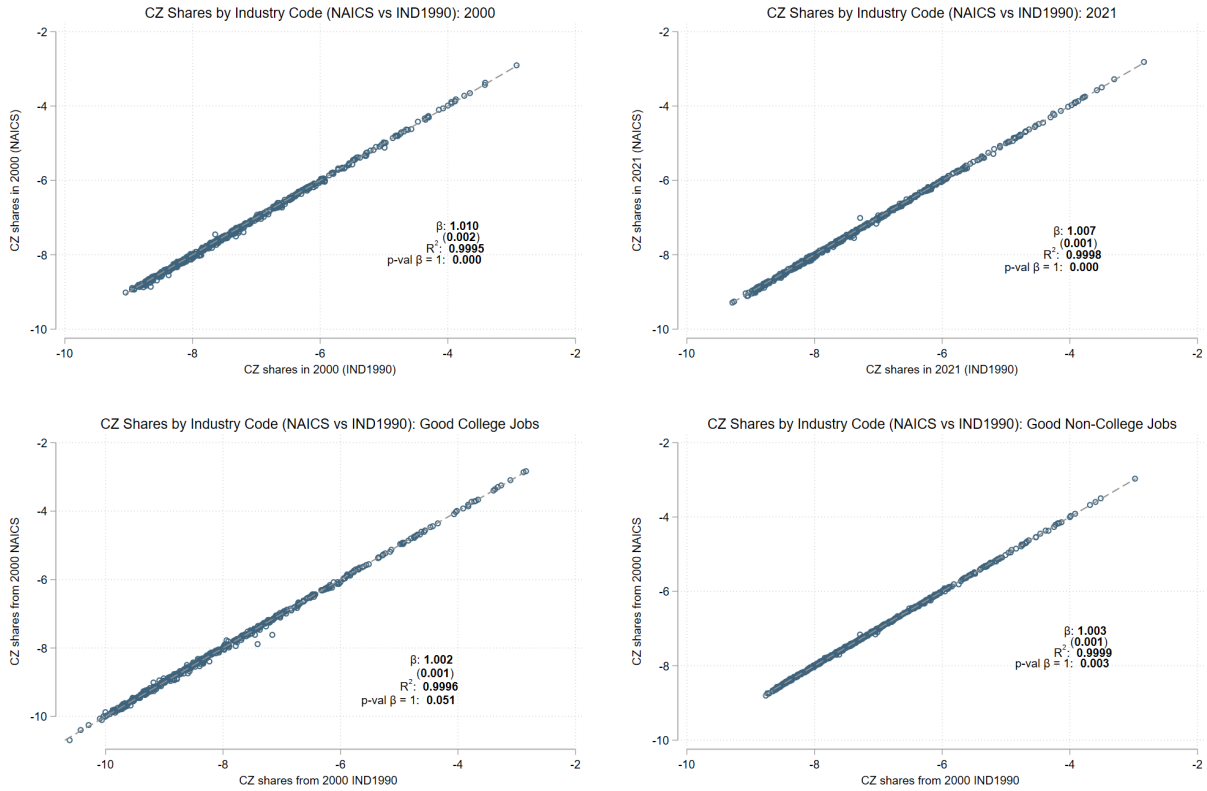 CZ Shares by Industry Code (NAICS vs IND1990): 2000
CZ shares in 2000 (NAICS)
-2
-4
-6
-8
-10
β: 1.010
(0.002)
R²: 0.9995
p-val β = 1: 0.000
-10 -8 -6 -4 -2
CZ shares in 2000 (IND1990)
CZ Shares by Industry Code (NAICS vs IND1990): 2021
CZ shares in 2021 (NAICS)
-2
-4
-6
-8
-10
β: 1.007
(0.001)
R²: 0.9998
p-val β = 1: 0.000
-10 -8 -6 -4 -2
CZ shares in 2021 (IND1990)
CZ Shares by Industry Code (NAICS vs IND1990): Good College Jobs
CZ shares from 2000 NAICS
-2
-4
-6
-8
-10
β: 1.002
(0.001)
R²: 0.9996
p-val β = 1: 0.051
-10 -8 -6 -4 -2
CZ shares from 2000 IND1990
CZ Shares by Industry Code (NAICS vs IND1990): Good Non-College Jobs
CZ shares from 2000 NAICS
-2
-4
-6
-8
-10
β: 1.003
(0.001)
R²: 0.9999
p-val β = 1: 0.003
-10 -8 -6 -4 -2
CZ shares from 2000 IND1990